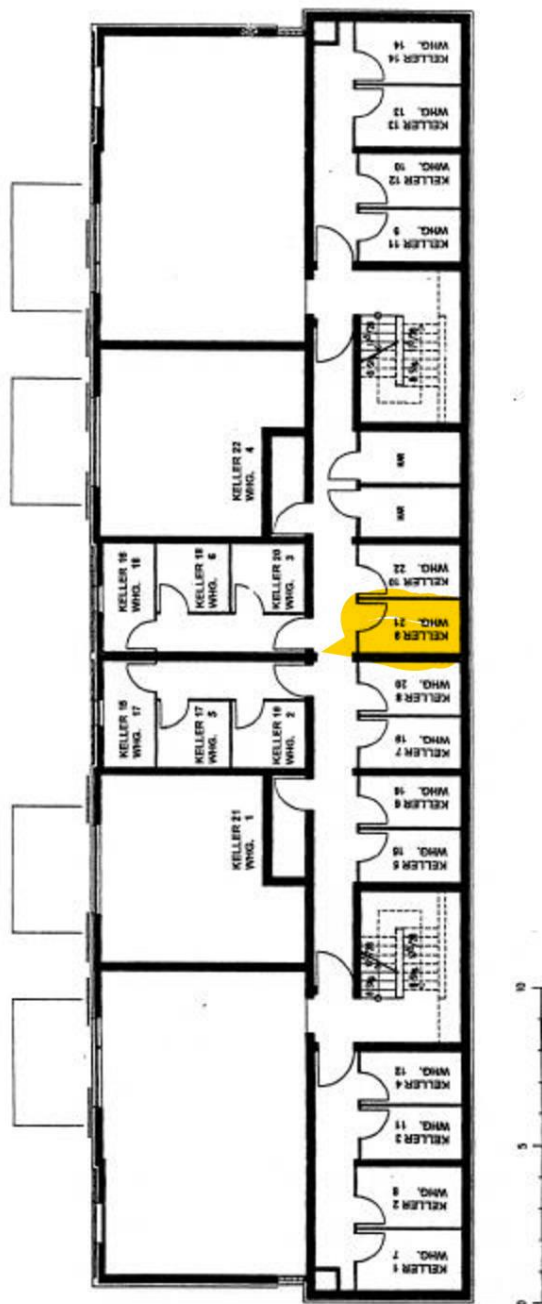 KELLER 14
WHG. 14
KELLER 13
WHG. 13
KELLER 12
WHG. 10
KELLER 11
WHG. 9
KELLER 22
WHG. 4
KELLER 16
WHG. 18
KELLER 18
WHG. 6
KELLER 20
WHG. 3
KELLER 10
WHG. 22
KELLER 9
WHG. 21
KELLER 15
WHG. 17
KELLER 17
WHG. 5
KELLER 19
WHG. 2
KELLER 8
WHG. 20
KELLER 7
WHG. 19
KELLER 21
WHG. 1
KELLER 6
WHG. 16
KELLER 5
WHG. 15
KELLER 4
WHG. 12
KELLER 3
WHG. 11
KELLER 2
WHG. 8
KELLER 1
WHG. 7
10
5
0